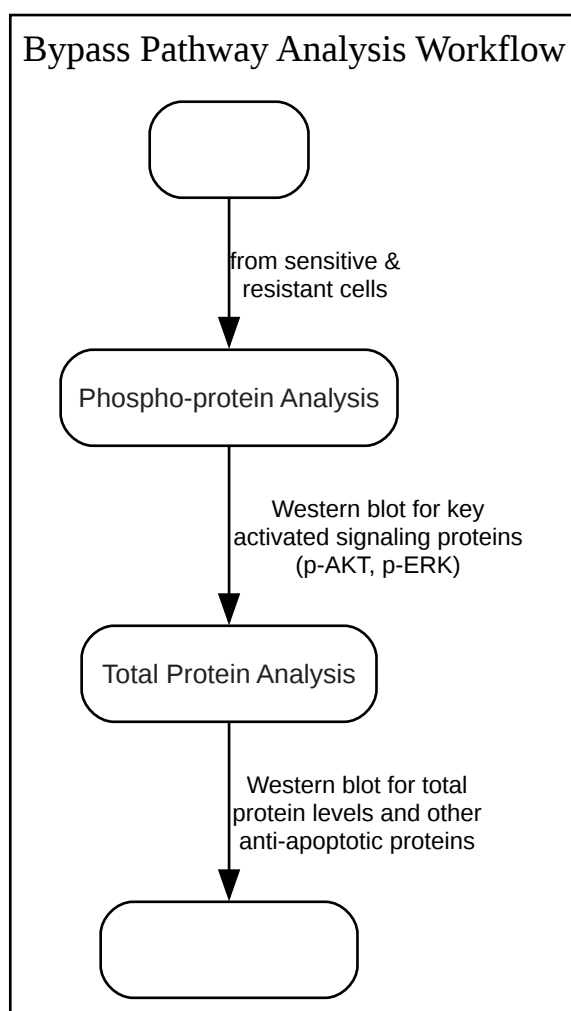 Bypass Pathway Analysis Workflow
from sensitive &
resistant cells
Phospho-protein Analysis
Western blot for key
activated signaling proteins
(p-AKT, p-ERK)
Total Protein Analysis
Western blot for total
protein levels and other
anti-apoptotic proteins